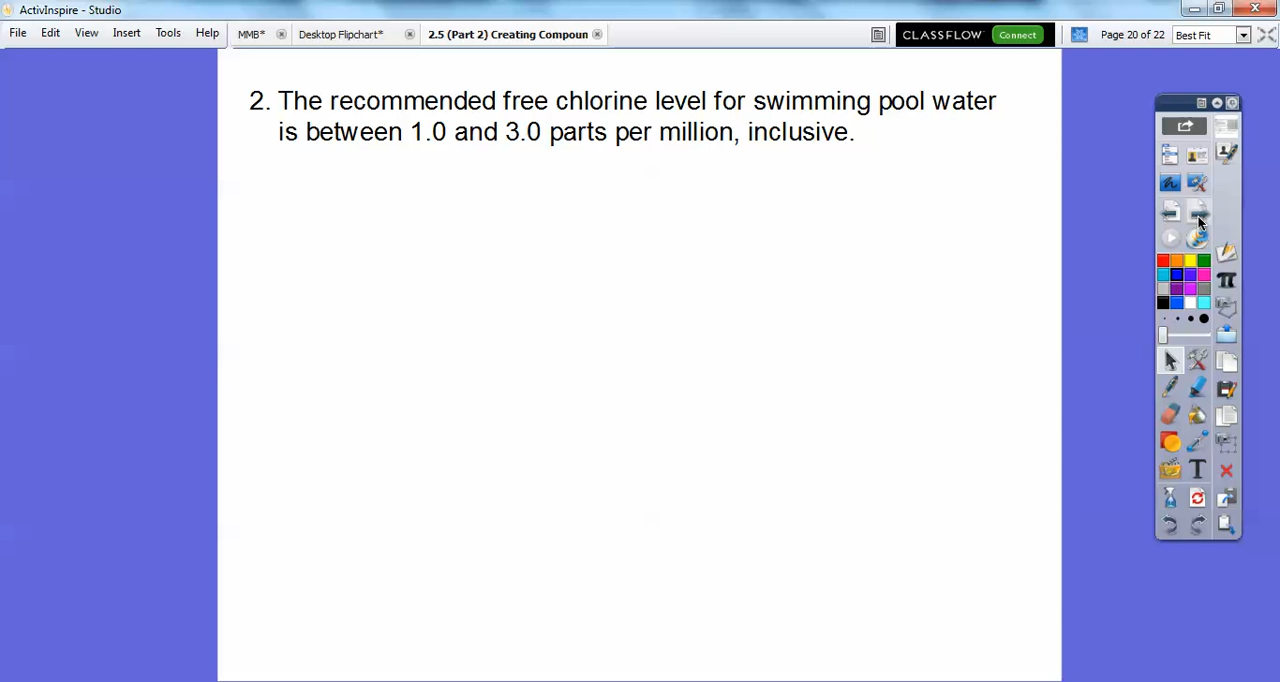 ActivInspire - Studio
File Edit View Insert Tools Help
MMB* Desktop Flipchart* 2.5 (Part 2) Creating Compoun
CLASSFLOW Connect
Page 20 of 22 Best Fit
2. The recommended free chlorine level for swimming pool water
is between 1.0 and 3.0 parts per million, inclusive.